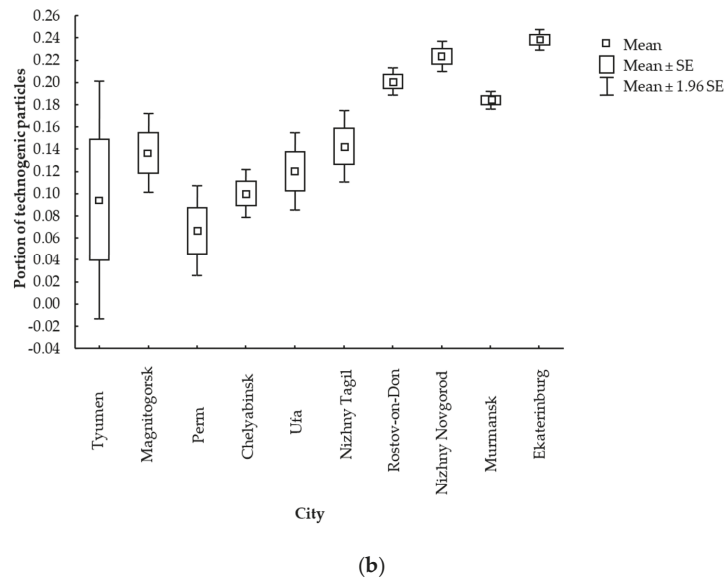 0.26
0.24
0.22
0.20
0.18
0.16
0.14
0.12
0.10
0.08
0.06
0.04
0.02
0.00
-0.02
-0.04
Portion of technogenic particles
Mean
Mean ± SE
Mean ± 1.96 SE
Tyumen
Magnitogorsk
Perm
Chelyabinsk
Ufa
Nizhny Tagil
Rostov-on-Don
Nizhny Novgorod
Murmansk
Ekaterinburg
City
(b)